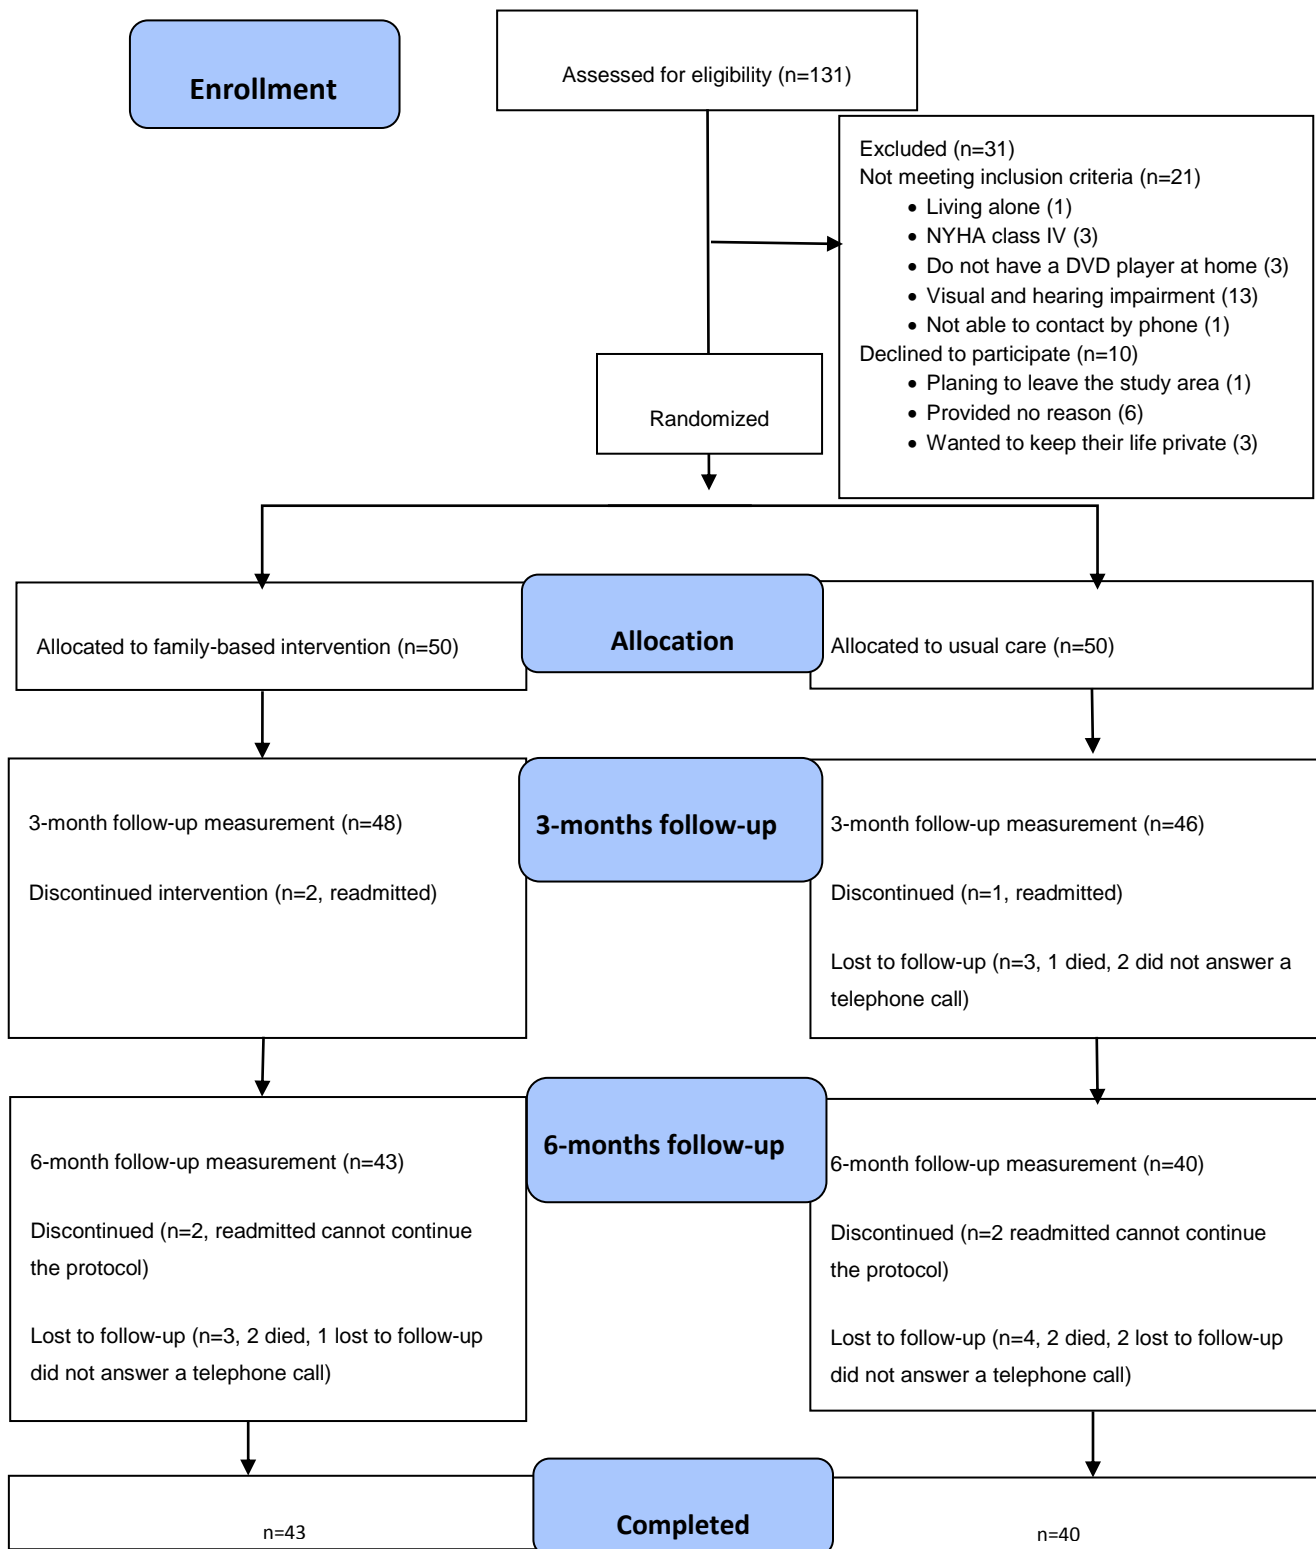 Enrollment
Assessed for eligibility (n=131)
Excluded (n=31)
Not meeting inclusion criteria (n=21)
• Living alone (1)
• NYHA class IV (3)
• Do not have a DVD player at home (3)
• Visual and hearing impairment (13)
• Not able to contact by phone (1)
Declined to participate (n=10)
• Planing to leave the study area (1)
• Provided no reason (6)
• Wanted to keep their life private (3)
Randomized
Allocated to family-based intervention (n=50)
Allocation
Allocated to usual care (n=50)
3-month follow-up measurement (n=48)
Discontinued intervention (n=2, readmitted)
3-months follow-up
3-month follow-up measurement (n=46)
Discontinued (n=1, readmitted)
Lost to follow-up (n=3, 1 died, 2 did not answer a
telephone call)
6-month follow-up measurement (n=43)
Discontinued (n=2, readmitted cannot continue
the protocol)
Lost to follow-up (n=3, 2 died, 1 lost to follow-up
did not answer a telephone call)
6-months follow-up
6-month follow-up measurement (n=40)
Discontinued (n=2 readmitted cannot continue
the protocol)
Lost to follow-up (n=4, 2 died, 2 lost to follow-up
did not answer a telephone call)
n=43
Completed
n=40